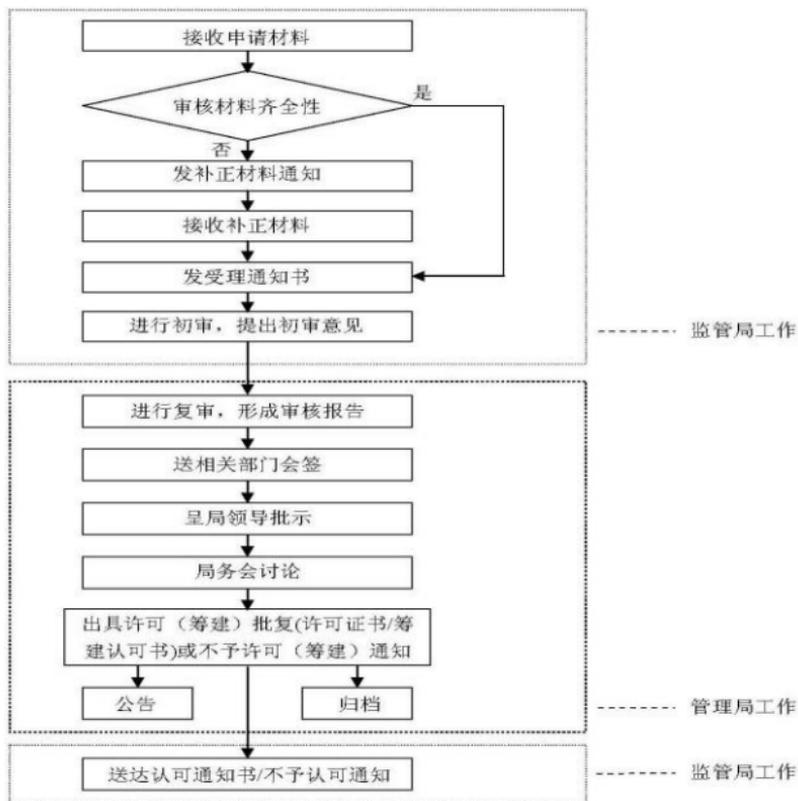 接收申请材料
审核材料齐全性
是
否
发补正材料通知
接收补正材料
发受理通知书
进行初审，提出初审意见
监管局工作
进行复审，形成审核报告
送相关部门会签
呈局领导批示
局务会讨论
出具许可（筹建）批复(许可证书/筹
建认可书)或不予许可（筹建）通知
公告
归档
管理局工作
送达认可通知书/不予认可通知
监管局工作